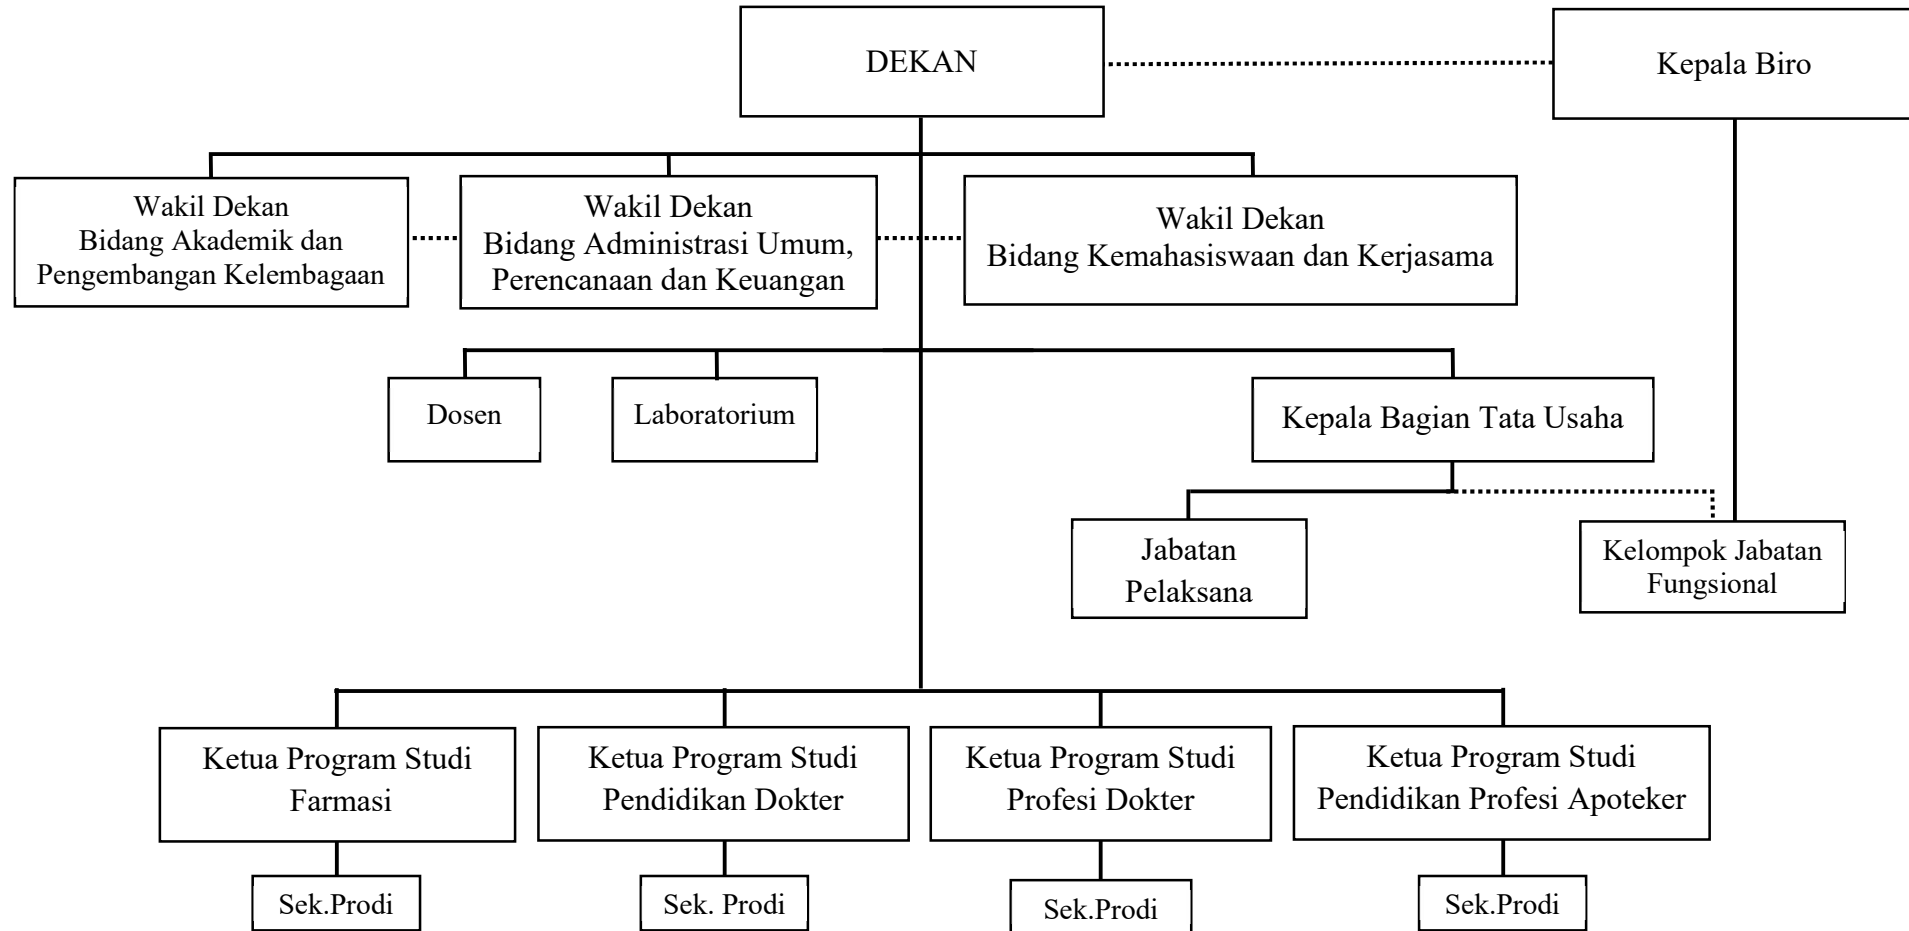 DEKAN
Kepala Biro
Wakil Dekan
Bidang Akademik dan
Pengembangan Kelembagaan
Wakil Dekan
Bidang Administrasi Umum,
Perencanaan dan Keuangan
Wakil Dekan
Bidang Kemahasiswaan dan Kerjasama
Dosen
Laboratorium
Kepala Bagian Tata Usaha
Jabatan
Pelaksana
Kelompok Jabatan
Fungsional
Ketua Program Studi
Farmasi
Ketua Program Studi
Pendidikan Dokter
Ketua Program Studi
Profesi Dokter
Ketua Program Studi
Pendidikan Profesi Apoteker
Sek.Prodi
Sek. Prodi
Sek.Prodi
Sek.Prodi